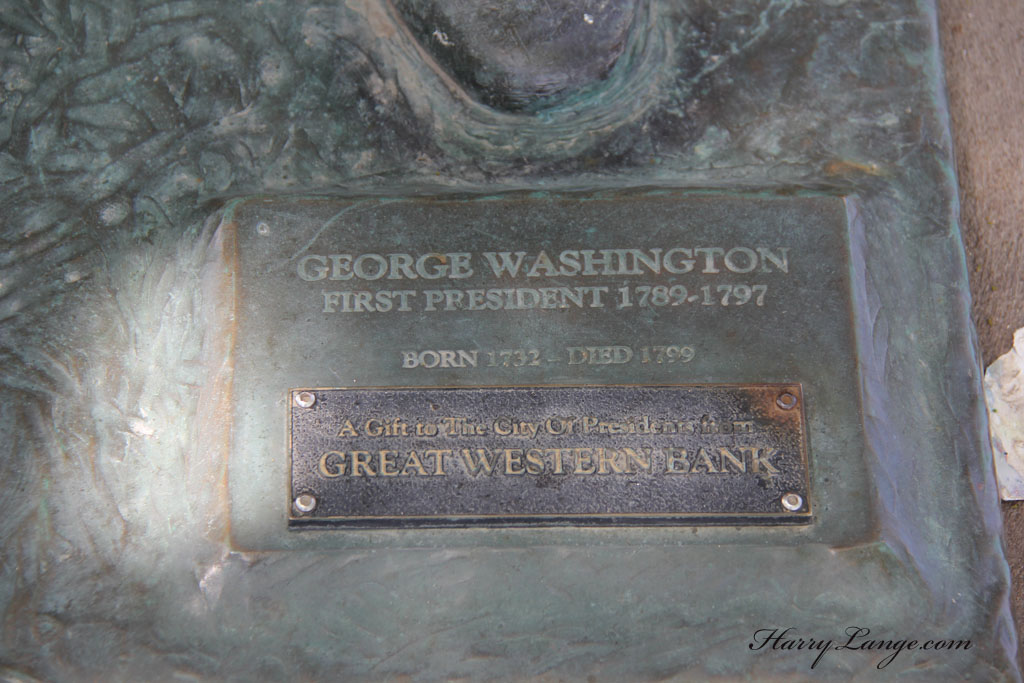 GEORGE WASHINGTON
FIRST PRESIDENT 1789-1797
BORN 1732 - DIED 1799
A Gift to The City Of Presidents from
GREAT WESTERN BANK
HarryLange.com